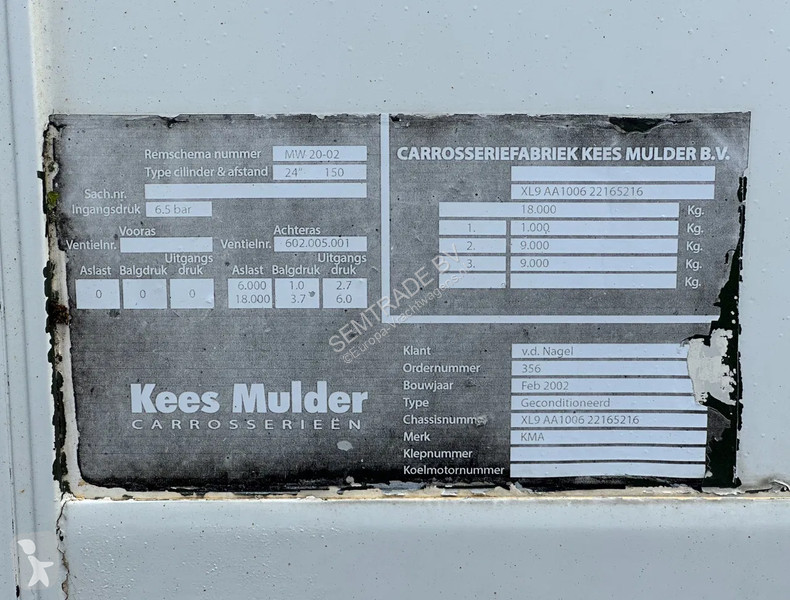 Remschema nummer MW 20-02
Type cilinder & afstand 24" 150
Sach.nr.
Ingangsdruk 6.5 bar
Vooras Achteras
Ventielnr. Ventielnr. 602.005.001
Aslast Balgdruk Uitgangs druk Aslast Balgdruk Uitgangs druk
0 0 0 6.000 1.0 2.7
18.000 3.7 6.0
Kees Mulder
CARROSSERIEËN
CARROSSERIEFABRIEK KEES MULDER B.V.
XL9 AA1006 22165216
18.000 Kg.
1. 1.000 Kg.
2. 9.000 Kg.
3. 9.000 Kg.
Kg.
Klant v.d. Nagel
Ordernummer 356
Bouwjaar Feb 2002
Type Geconditioneerd
Chassisnummer XL9 AA1006 22165216
Merk KMA
Klepnummer
Koelmotornummer
SEMTRADE BV